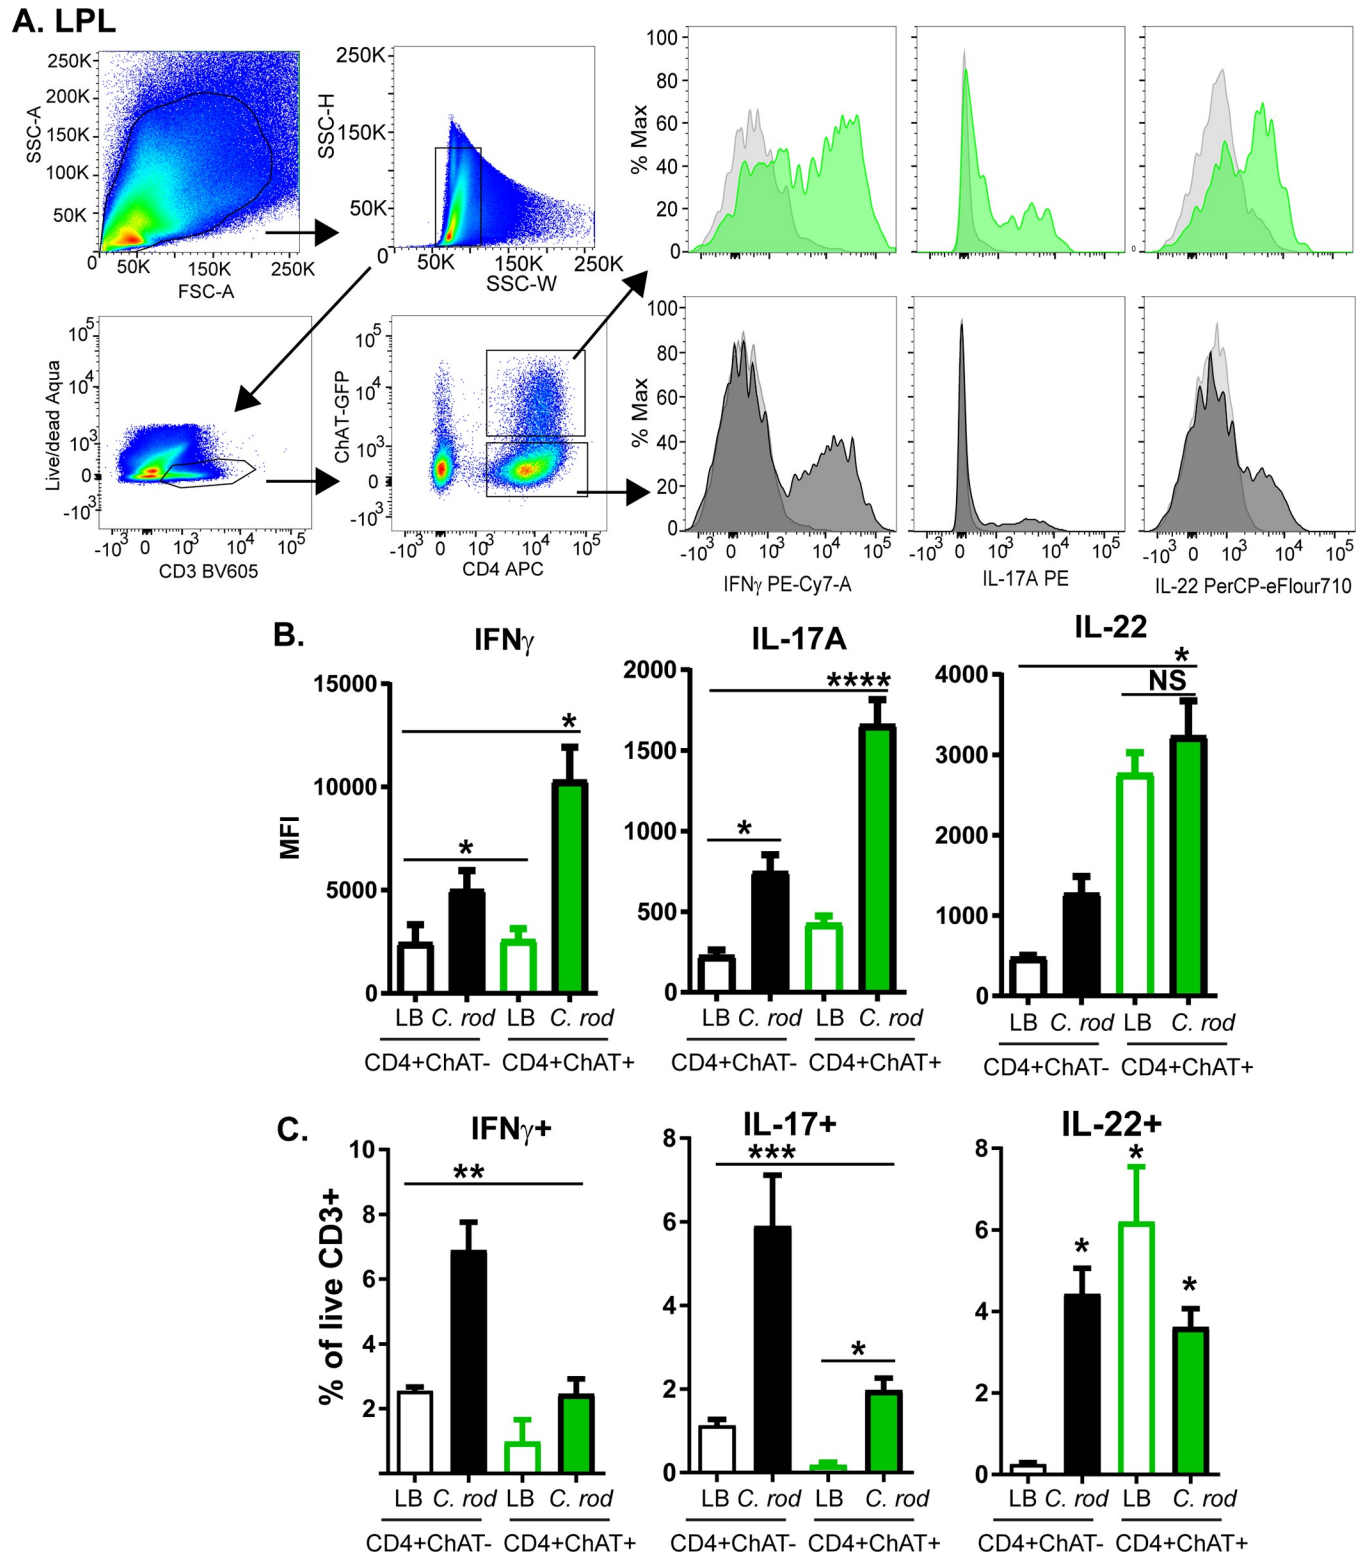 A. LPL
SSC-A
250K
200K
150K
100K
50K
0
50K
150K
250K
FSC-A
SSC-H
250K
150K
50K
0
50K
150K
250K
SSC-W
% Max
100
80
60
40
20
0
0
Live/dead Aqua
10^5
10^4
10^3
0
-10^3
-10^3 0 10^3 10^4 10^5
CD3 BV605
ChAT-GFP
10^5
10^4
10^3
0
-10^3
-10^3 0 10^3 10^4 10^5
CD4 APC
% Max
100
80
60
40
20
0
-10^3 0 10^3 10^4 10^5
IFNγ PE-Cy7-A
-10^3 0 10^3 10^4 10^5
IL-17A PE
-10^3 0 10^3 10^4 10^5
IL-22 PerCP-eFlour710
B.
IFNγ
MFI
15000
10000
5000
0
*
*
LB C. rod LB C. rod
CD4+ChAT- CD4+ChAT+
IL-17A
2000
1500
1000
500
0
****
*
LB C. rod LB C. rod
CD4+ChAT- CD4+ChAT+
IL-22
4000
3000
2000
1000
0
*
NS
LB C. rod LB C. rod
CD4+ChAT- CD4+ChAT+
C.
IFNγ+
% of live CD3+
10
8
6
4
2
**
LB C. rod LB C. rod
CD4+ChAT- CD4+ChAT+
IL-17+
8
6
4
2
0
***
*
LB C. rod LB C. rod
CD4+ChAT- CD4+ChAT+
IL-22+
8
6
4
2
0
*
*
*
LB C. rod LB C. rod
CD4+ChAT- CD4+ChAT+